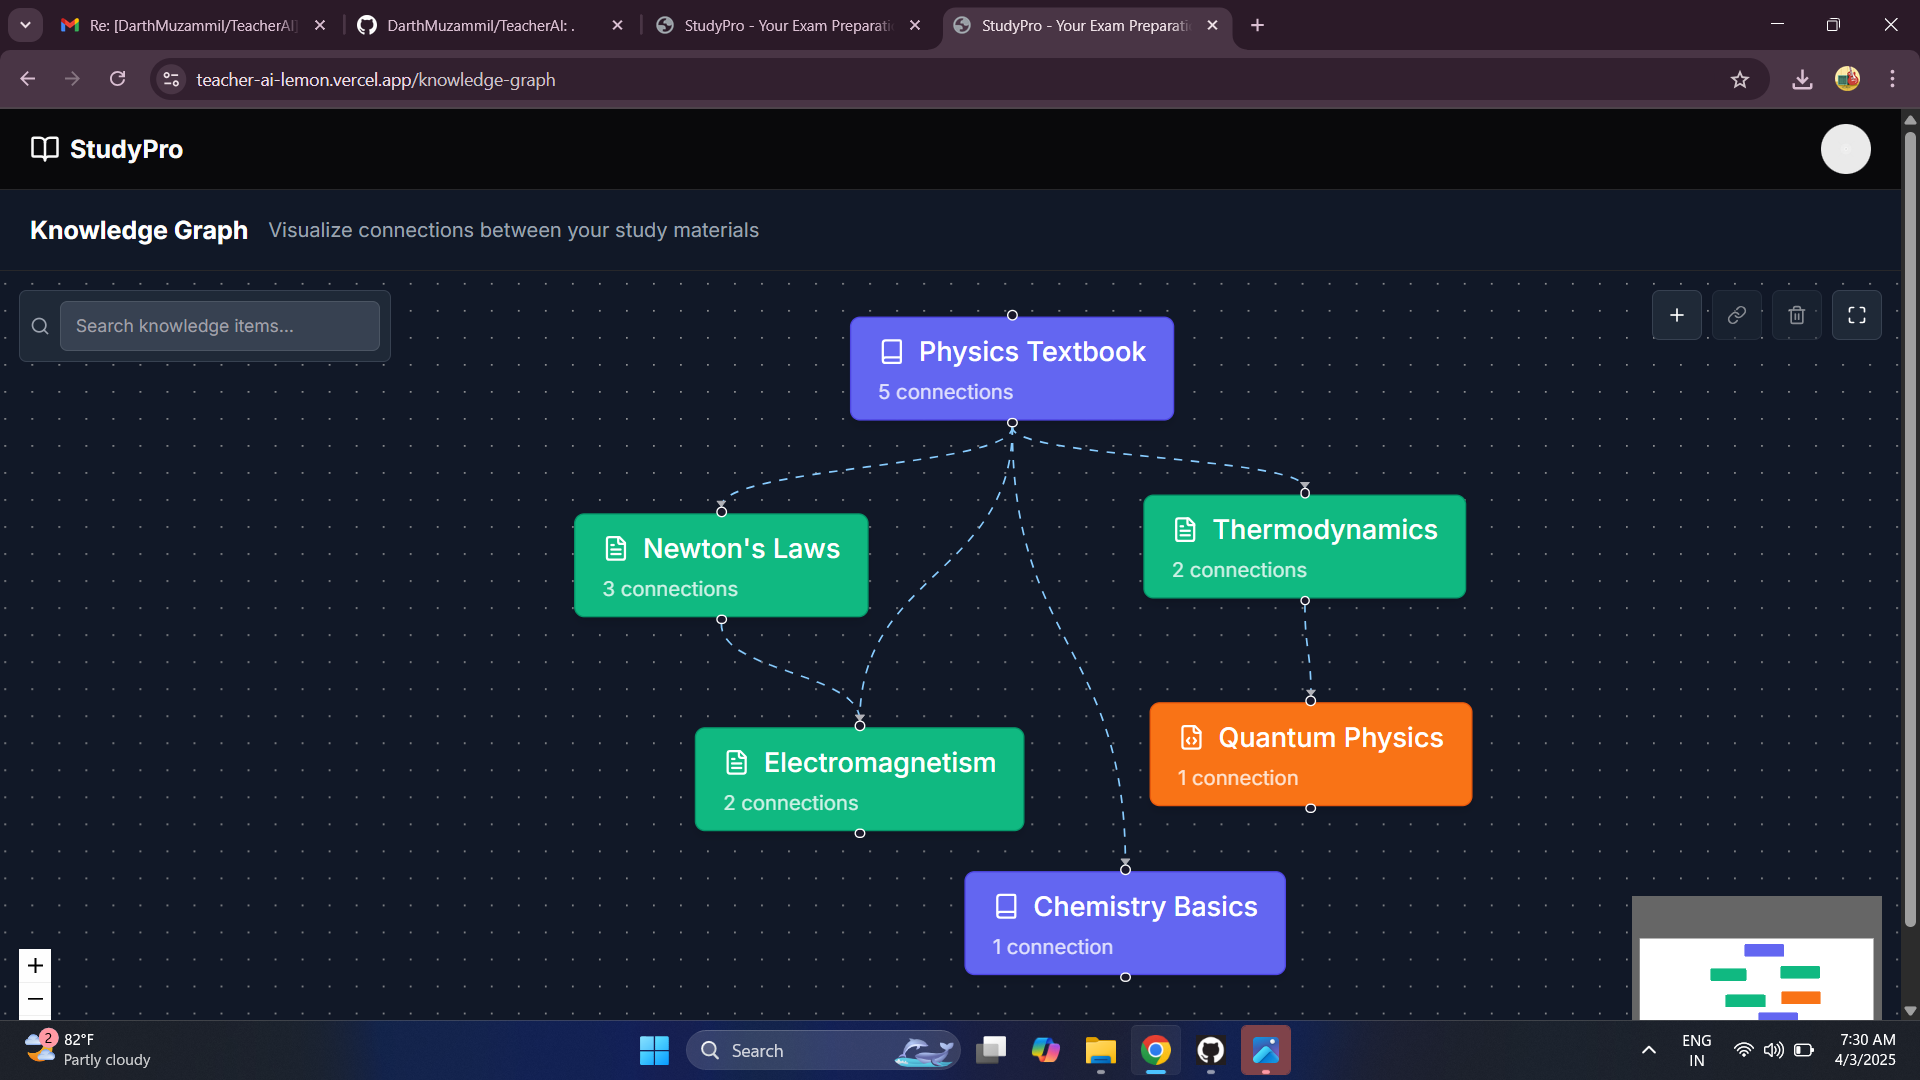 Re: [DarthMuzammil/TeacherAI]
DarthMuzammil/TeacherAI: .
StudyPro - Your Exam Preparati
StudyPro - Your Exam Preparati
teacher-ai-lemon.vercel.app/knowledge-graph
StudyPro
Knowledge Graph Visualize connections between your study materials
Search knowledge items...
Physics Textbook
5 connections
Newton's Laws
3 connections
Thermodynamics
2 connections
Electromagnetism
2 connections
Quantum Physics
1 connection
Chemistry Basics
1 connection
2
82°F
Partly cloudy
Search
ENG
IN
7:30 AM
4/3/2025